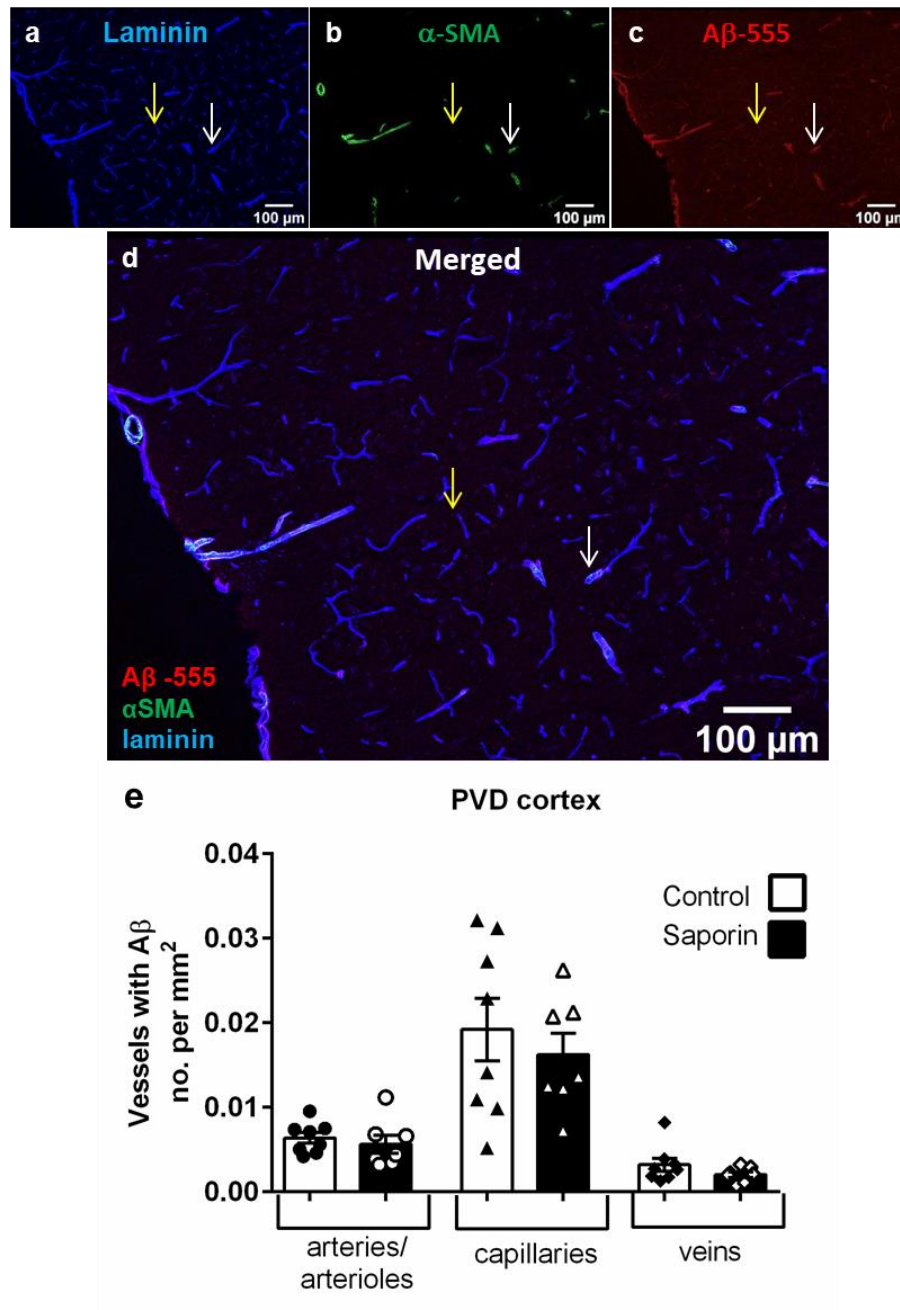 a Laminin
b α-SMA
c Aβ-555
100 µm
100 µm
100 µm
d Merged
Aβ -555
αSMA
laminin
100 µm
e PVD cortex
0.04
0.03
0.02
0.01
0.00
Vessels with Aβ
no. per mm²
Control
Saporin
arteries/
arterioles
capillaries
veins